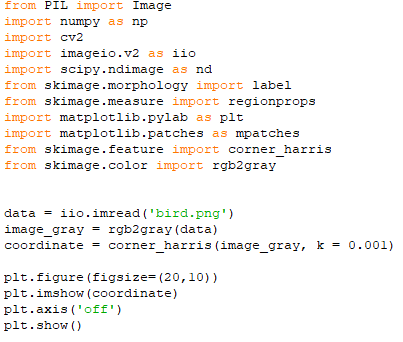 from PIL import Image
import numpy as np
import cv2
import imageio.v2 as iio
import scipy.ndimage as nd
from skimage.morphology import label
from skimage.measure import regionprops
import matplotlib.pylab as plt
import matplotlib.patches as mpatches
from skimage.feature import corner_harris
from skimage.color import rgb2gray
data = iio.imread('bird.png')
image_gray = rgb2gray(data)
coordinate = corner_harris(image_gray, k = 0.001)
plt.figure(figsize=(20,10))
plt.imshow(coordinate)
plt.axis('off')
plt.show()